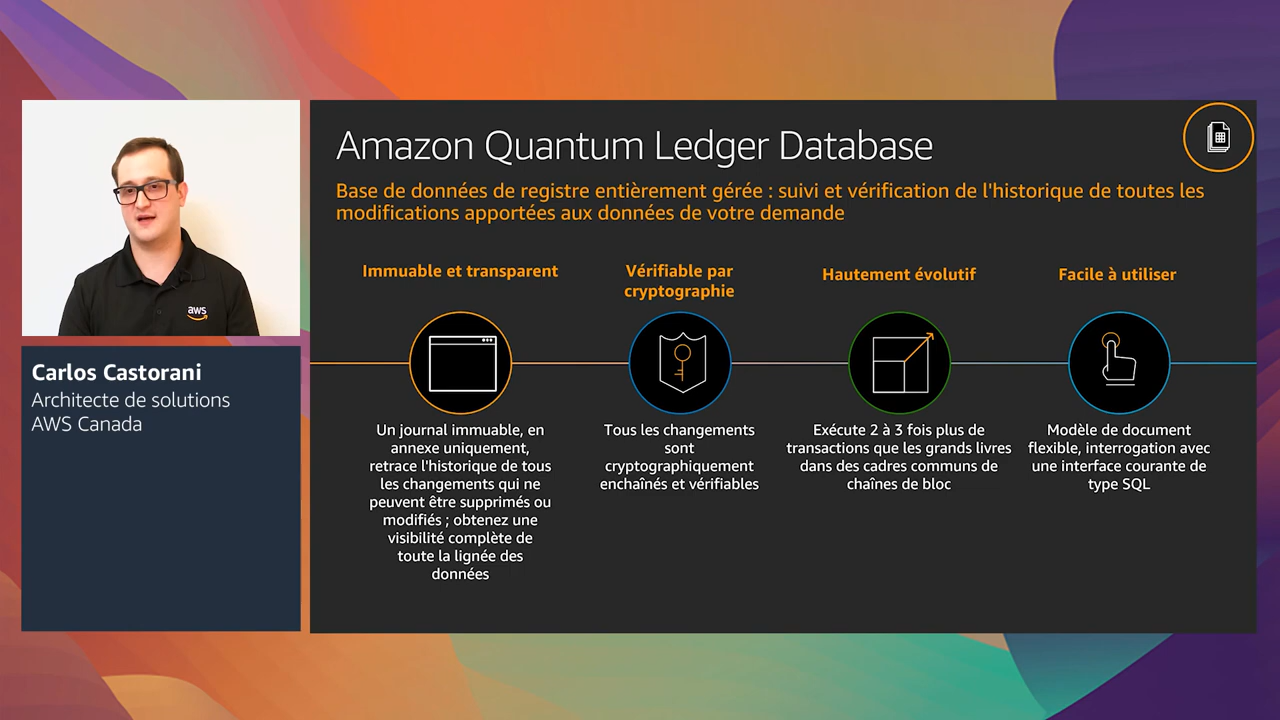 aws
Carlos Castorani
Architecte de solutions
AWS Canada
Amazon Quantum Ledger Database
Base de données de registre entièrement gérée : suivi et vérification de l'historique de toutes les
modifications apportées aux données de votre demande
Immuable et transparent
Un journal immuable, en
annexe uniquement,
retrace l'historique de tous
les changements qui ne
peuvent être supprimés ou
modifiés ; obtenez une
visibilité complète de
toute la lignée des
données
Vérifiable par
cryptographie
Tous les changements
sont
cryptographiquement
enchaînés et vérifiables
Hautement évolutif
Exécute 2 à 3 fois plus de
transactions que les grands livres
dans des cadres communs de
chaînes de bloc
Facile à utiliser
Modèle de document
flexible, interrogation avec
une interface courante de
type SQL